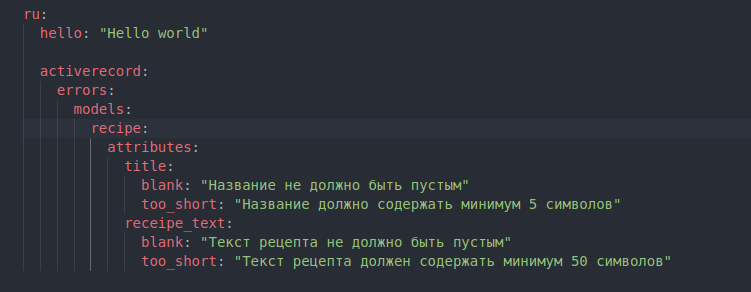 ru:
hello: "Hello world"
activerecord:
errors:
models:
recipe:
attributes:
title:
blank: "Название не должно быть пустым"
too_short: "Название должно содержать минимум 5 символов"
receipe_text:
blank: "Текст рецепта не должно быть пустым"
too_short: "Текст рецепта должен содержать минимум 50 символов"